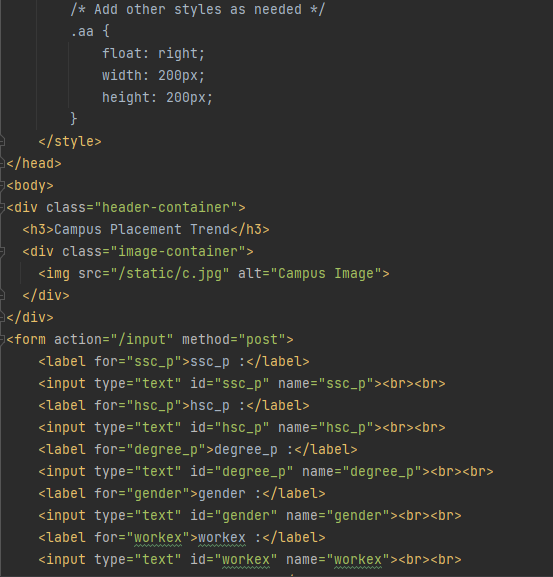 /* Add other styles as needed */
.aa {
float: right;
width: 200px;
height: 200px;
}
</style>
</head>
<body>
<div class="header-container">
<h3>Campus Placement Trend</h3>
<div class="image-container">
<img src="/static/c.jpg" alt="Campus Image">
</div>
</div>
<form action="/input" method="post">
<label for="ssc_p">ssc_p :</label>
<input type="text" id="ssc_p" name="ssc_p"><br><br>
<label for="hsc_p">hsc_p :</label>
<input type="text" id="hsc_p" name="hsc_p"><br><br>
<label for="degree_p">degree_p :</label>
<input type="text" id="degree_p" name="degree_p"><br><br>
<label for="gender">gender :</label>
<input type="text" id="gender" name="gender"><br><br>
<label for="workex">workex :</label>
<input type="text" id="workex" name="workex"><br><br>